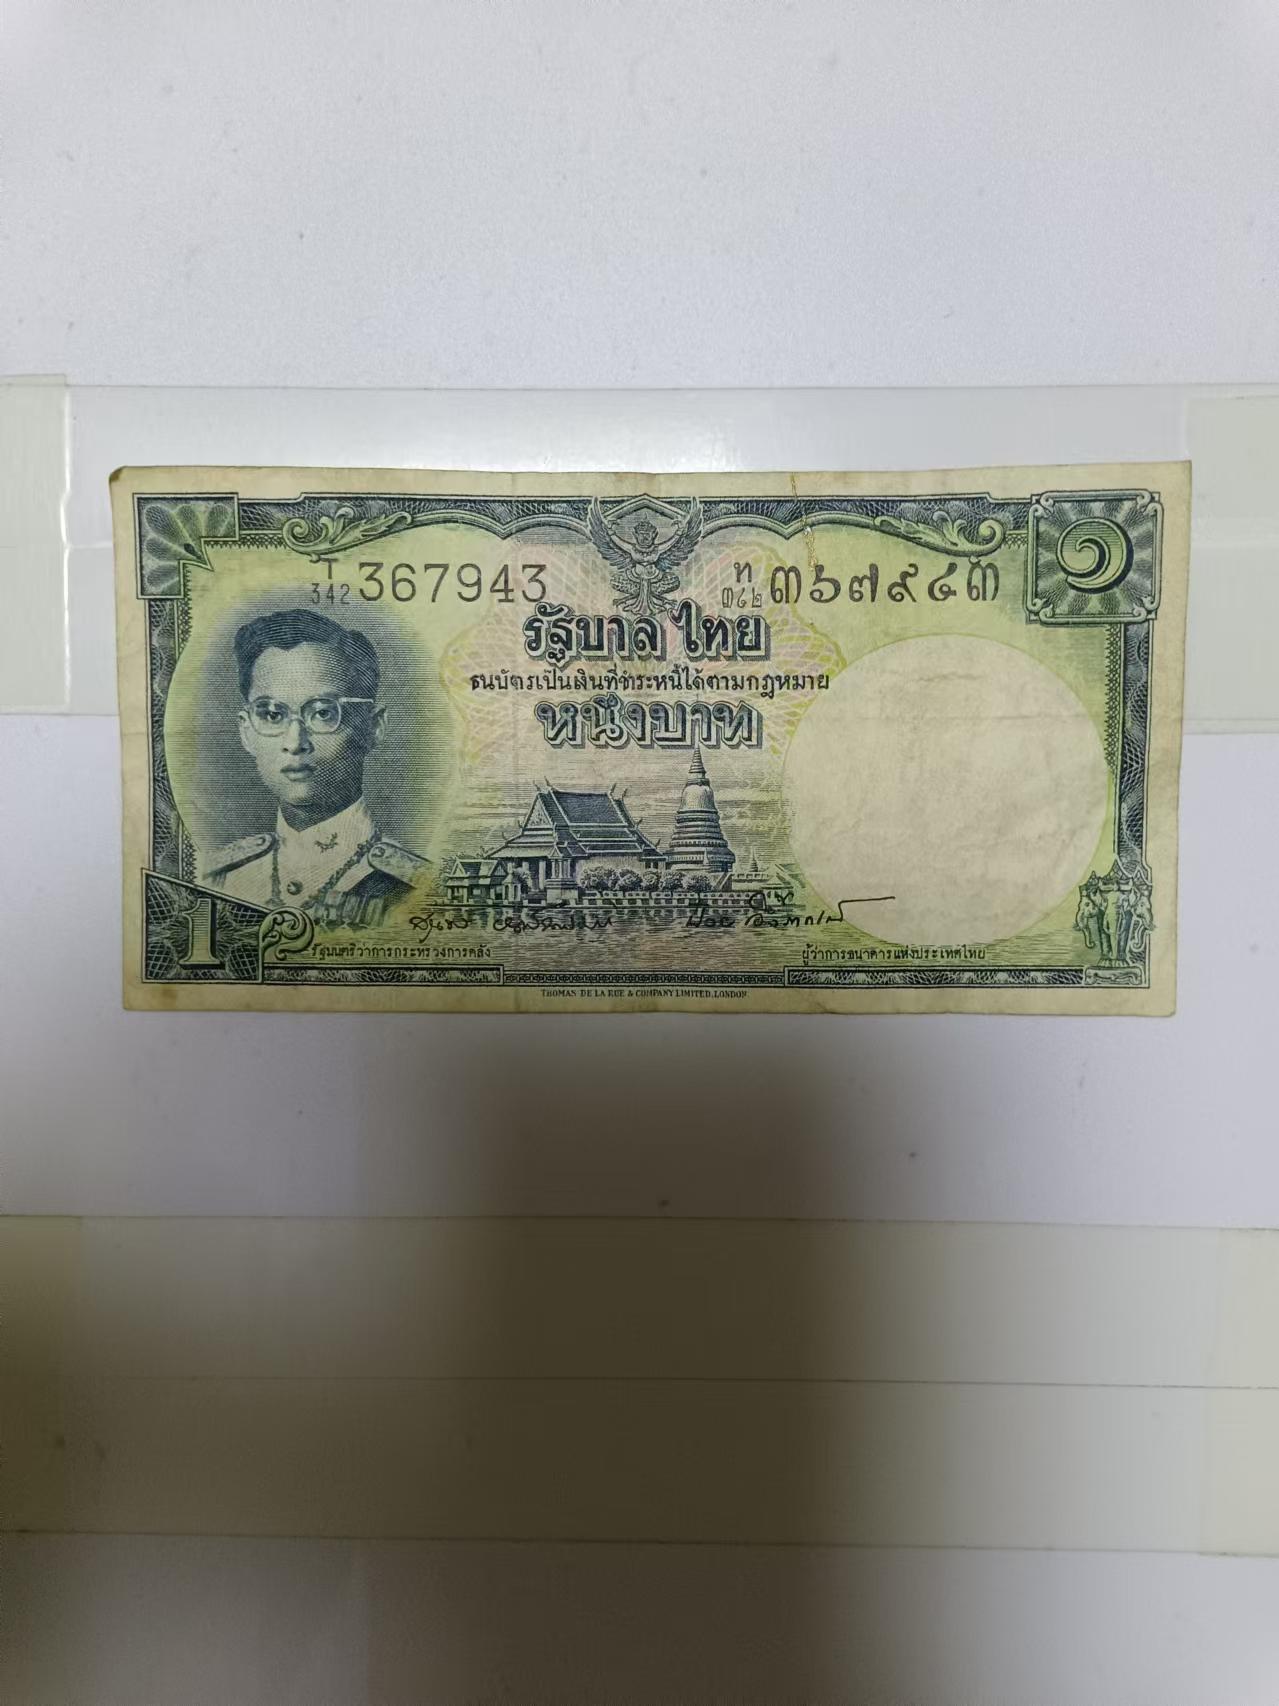 ๑
T
342 367943
ท
๓๔๒ ๓๖๗๙๔๓
รัฐบาลไทย
ธนบัตรเป็นเงินที่ชำระหนี้ได้ตามกฎหมาย
หนึ่งบาท
1
รัฐมนตรีว่าการกระทรวงการคลัง
ผู้ว่าการธนาคารแห่งประเทศไทย
THOMAS DE LA RUE & COMPANY LIMITED, LONDON